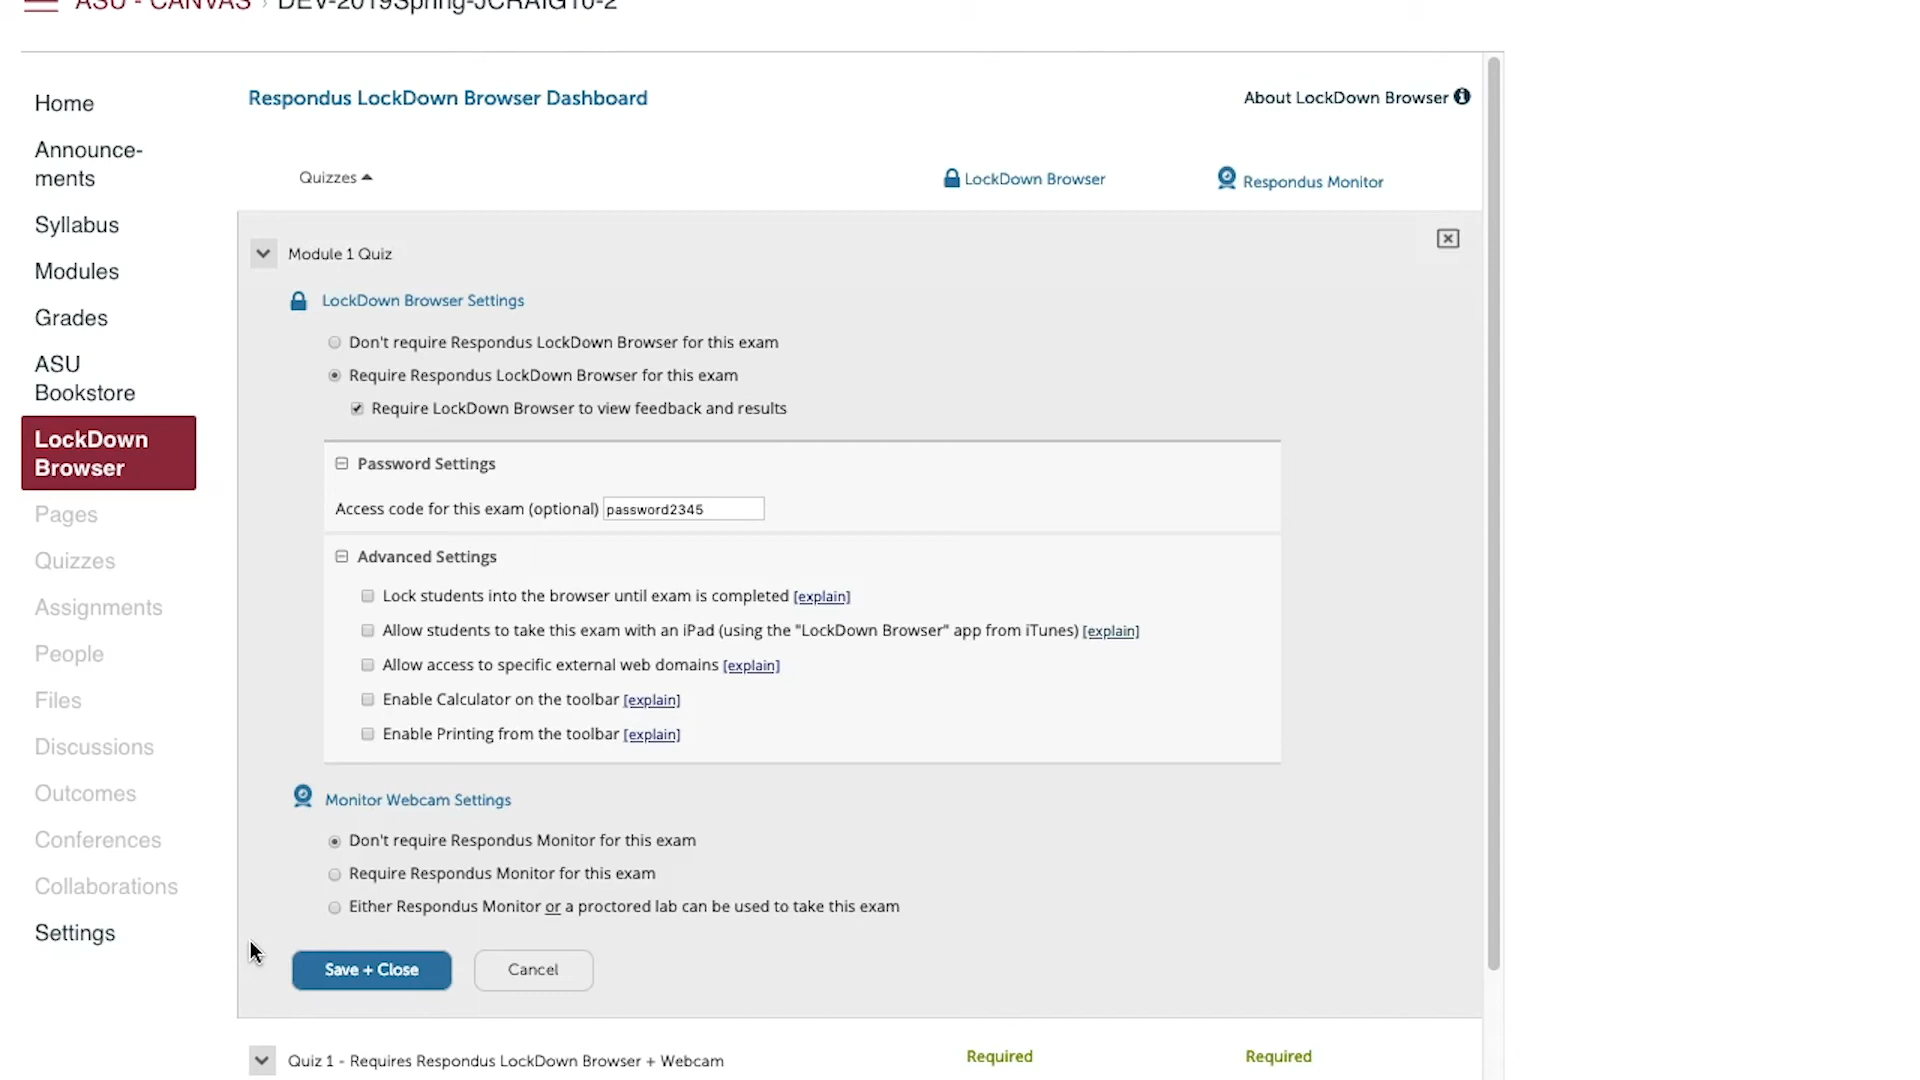 ASU - CANVAS › DEV-2019Spring-JCRAIG10-2
Home
Announce-
ments
Syllabus
Modules
Grades
ASU
Bookstore
LockDown
Browser
Pages
Quizzes
Assignments
People
Files
Discussions
Outcomes
Conferences
Collaborations
Settings
Respondus LockDown Browser Dashboard
About LockDown Browser
Quizzes
LockDown Browser
Respondus Monitor
Module 1 Quiz
LockDown Browser Settings
Don't require Respondus LockDown Browser for this exam
Require Respondus LockDown Browser for this exam
Require LockDown Browser to view feedback and results
Password Settings
Access code for this exam (optional) password2345
Advanced Settings
Lock students into the browser until exam is completed [explain]
Allow students to take this exam with an iPad (using the "LockDown Browser" app from iTunes) [explain]
Allow access to specific external web domains [explain]
Enable Calculator on the toolbar [explain]
Enable Printing from the toolbar [explain]
Monitor Webcam Settings
Don't require Respondus Monitor for this exam
Require Respondus Monitor for this exam
Either Respondus Monitor or a proctored lab can be used to take this exam
Save + Close
Cancel
Quiz 1 - Requires Respondus LockDown Browser + Webcam
Required
Required